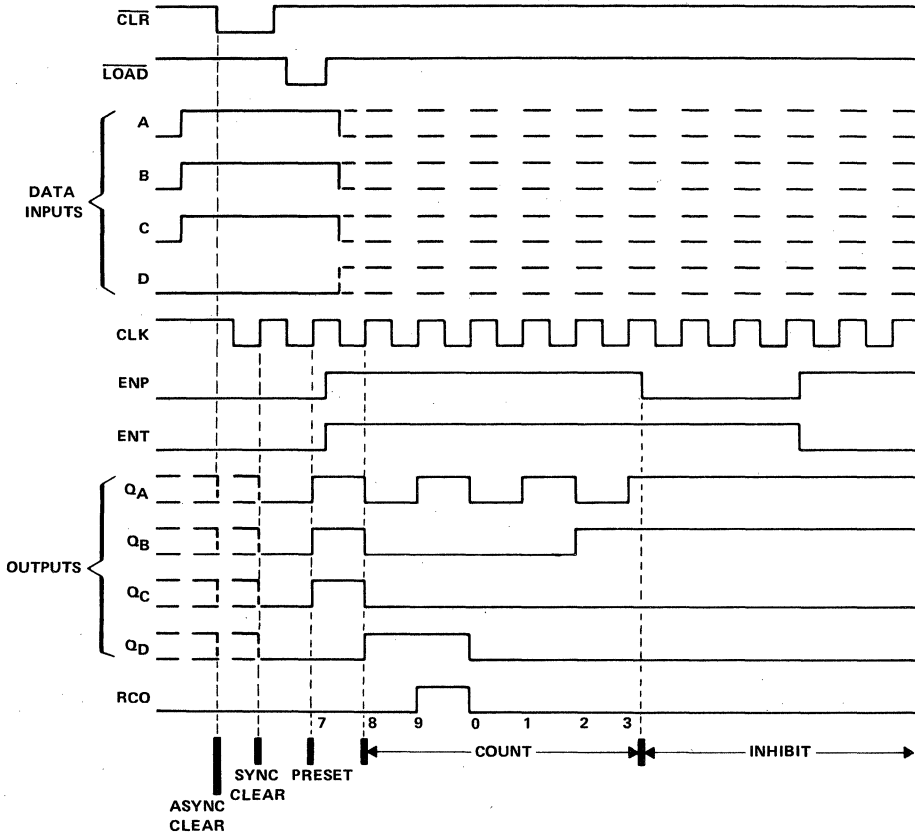 CLR
LOAD
A
B
DATA
INPUTS
C
D
CLK
ENP
ENT
QA
QB
OUTPUTS
QC
QD
RCO
7 8 9 0 1 2 3
COUNT INHIBIT
SYNC PRESET
CLEAR
ASYNC
CLEAR